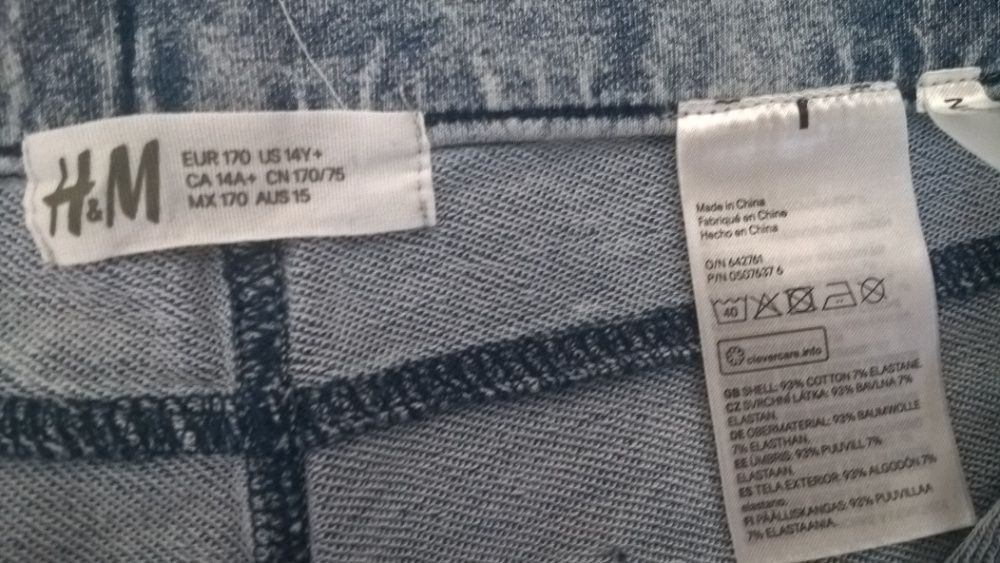 H&M
EUR 170 US 14Y+
CA 14A+ CN 170/75
MX 170 AUS 15
Made in China
Fabriqué en Chine
Hecho en China
O/N 642761
P/N 0507637 6
40
clevercare.info
GB SHELL: 93% COTTON 7% ELASTANE
CZ SVRCHNÍ LÁTKA: 93% BAVLNA 7%
ELASTAN.
DE OBERMATERIAL: 93% BAUMWOLLE
7% ELASTHAN.
EE ÜMBRIS: 93% PUUVILL 7%
ELASTAAN.
ES TELA EXTERIOR: 93% ALGODÓN 7%
elastano.
FI PÄÄLLISKANGAS: 93% PUUVILLAA
7% ELASTAANIA.